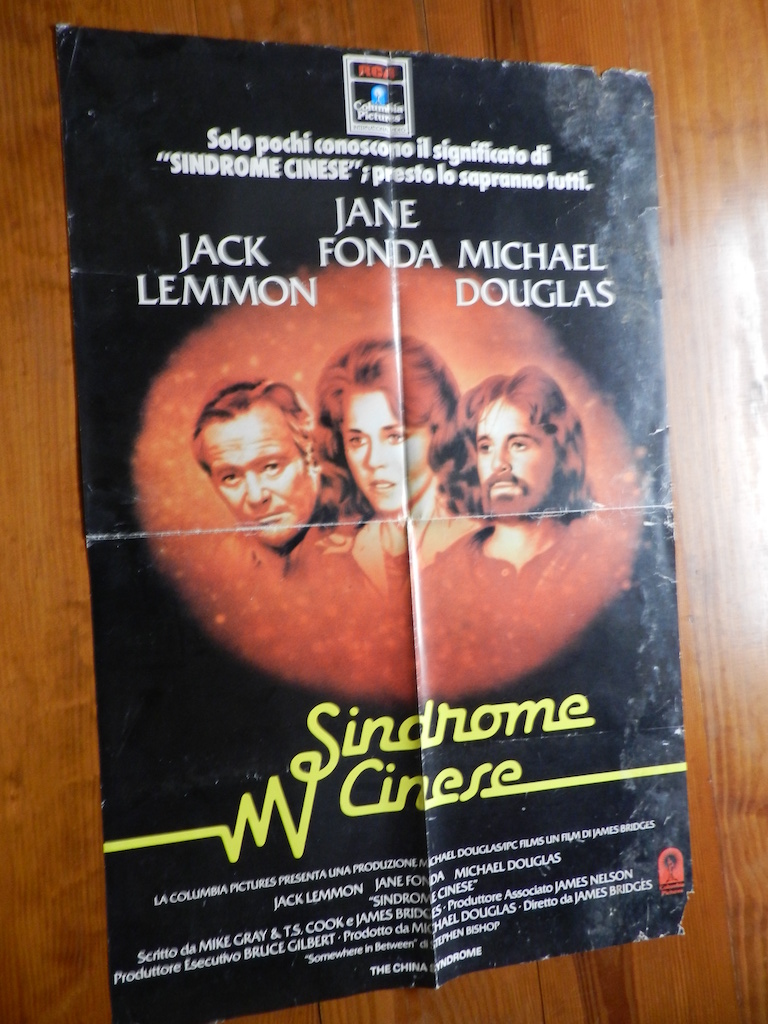 RCA
Columbia
Pictures
Solo pochi conoscono il significato di
"SINDROME CINESE"; presto lo sapranno tutti.
JANE
JACK FONDA MICHAEL
LEMMON DOUGLAS
Sindrome
Cinese
LA COLUMBIA PICTURES PRESENTA UNA PRODUZIONE MICHAEL DOUGLAS/IPC FILMS UN FILM DI JAMES BRIDGES
JACK LEMMON JANE FONDA MICHAEL DOUGLAS
"SINDROME CINESE"
Scritto da MIKE GRAY & T.S. COOK e JAMES BRIDGES · Produttore Associato JAMES NELSON
Produttore Esecutivo BRUCE GILBERT · Prodotto da MICHAEL DOUGLAS · Diretto da JAMES BRIDGES
"Somewhere in Between" di STEPHEN BISHOP
THE CHINA SYNDROME
Columbia
Pictures